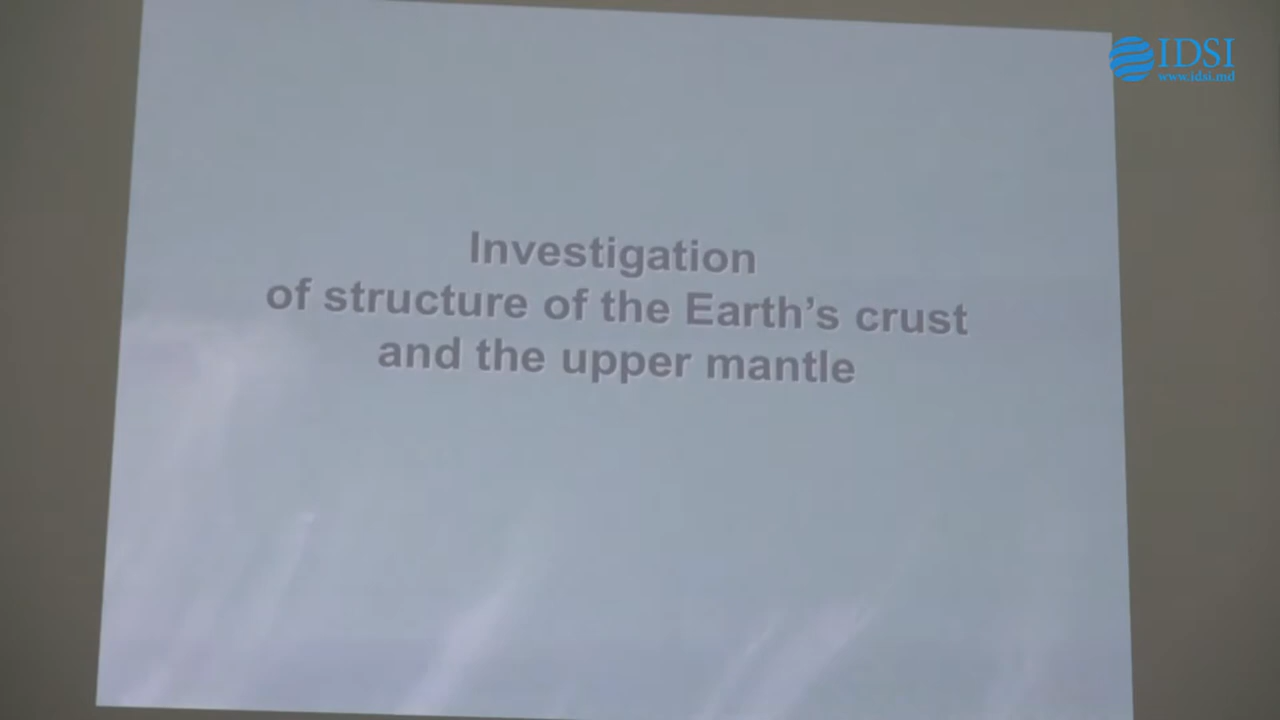 IDSI
www.idsi.md
Investigation
of structure of the Earth's crust
and the upper mantle